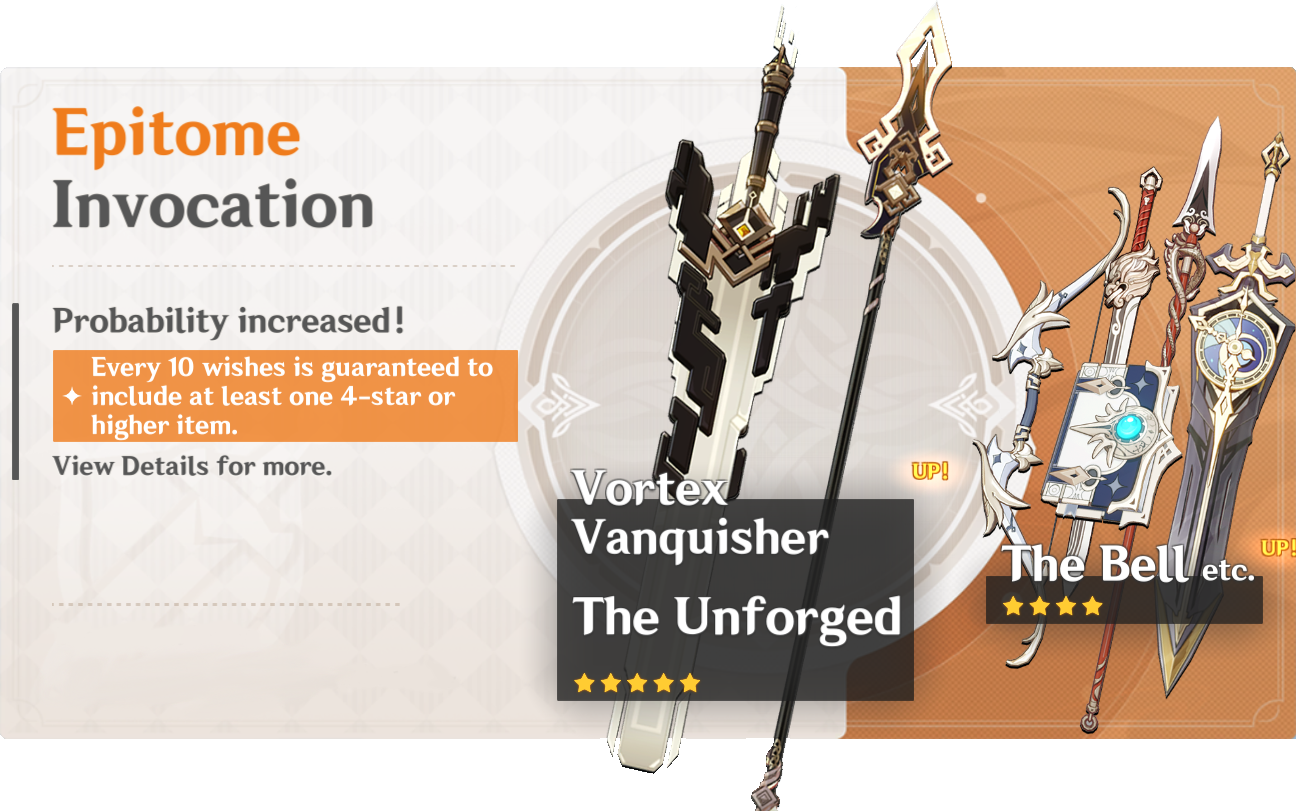 Epitome
Invocation
Probability increased!
Every 10 wishes is guaranteed to
include at least one 4-star or
higher item.
View Details for more.
UP!
Vortex
Vanquisher
The Unforged
UP!
The Bell etc.